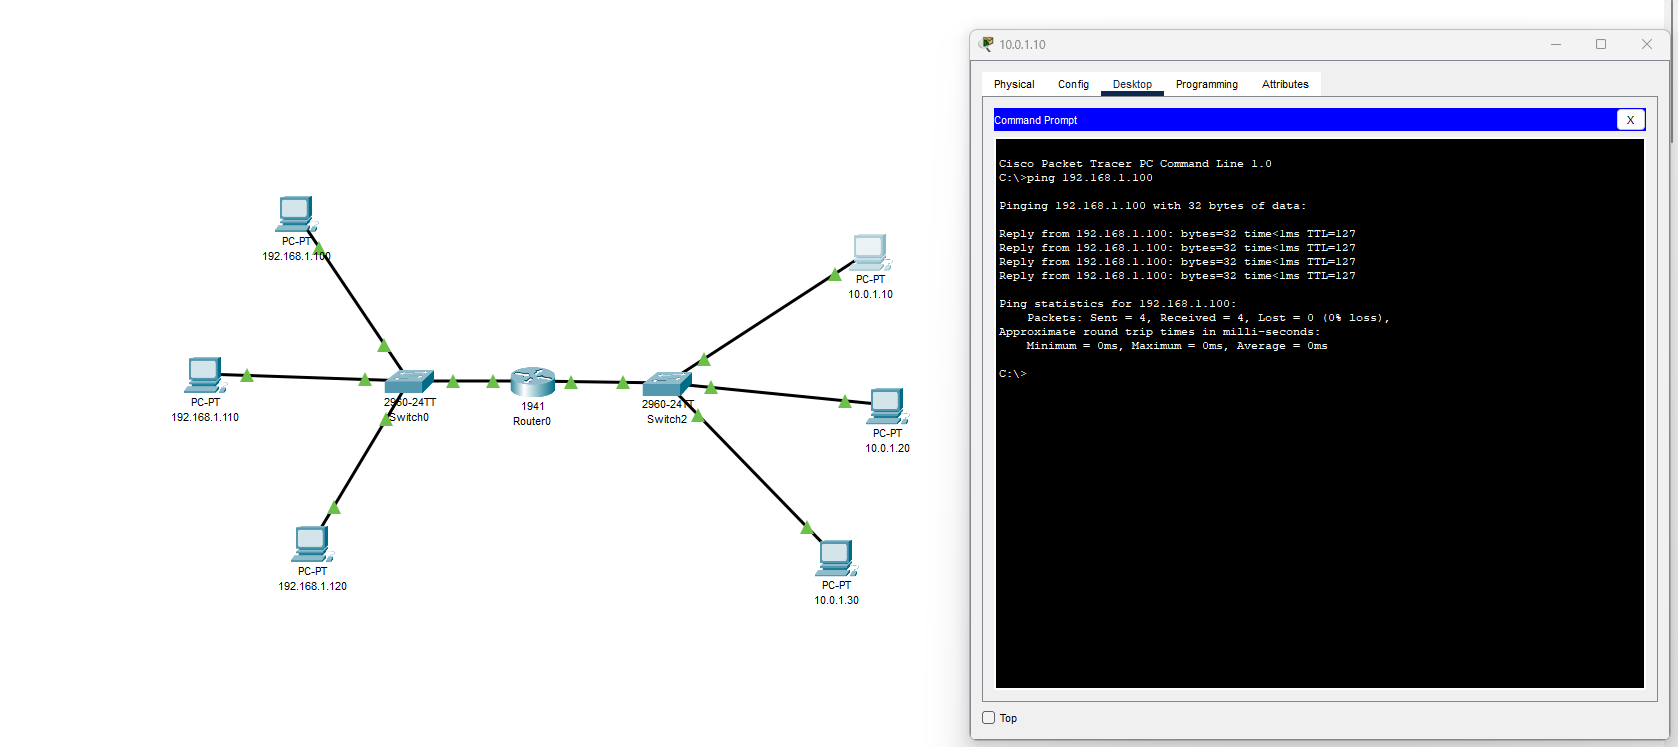 PC-PT
192.168.1.100
PC-PT
192.168.1.110
PC-PT
192.168.1.120
2960-24TT
Switch0
1941
Router0
2960-24TT
Switch2
PC-PT
10.0.1.10
PC-PT
10.0.1.20
PC-PT
10.0.1.30
10.0.1.10
Physical Config Desktop Programming Attributes
Command Prompt X
Cisco Packet Tracer PC Command Line 1.0
C:\>ping 192.168.1.100
Pinging 192.168.1.100 with 32 bytes of data:
Reply from 192.168.1.100: bytes=32 time<1ms TTL=127
Reply from 192.168.1.100: bytes=32 time<1ms TTL=127
Reply from 192.168.1.100: bytes=32 time<1ms TTL=127
Reply from 192.168.1.100: bytes=32 time<1ms TTL=127
Ping statistics for 192.168.1.100:
Packets: Sent = 4, Received = 4, Lost = 0 (0% loss),
Approximate round trip times in milli-seconds:
Minimum = 0ms, Maximum = 0ms, Average = 0ms
C:\>
Top